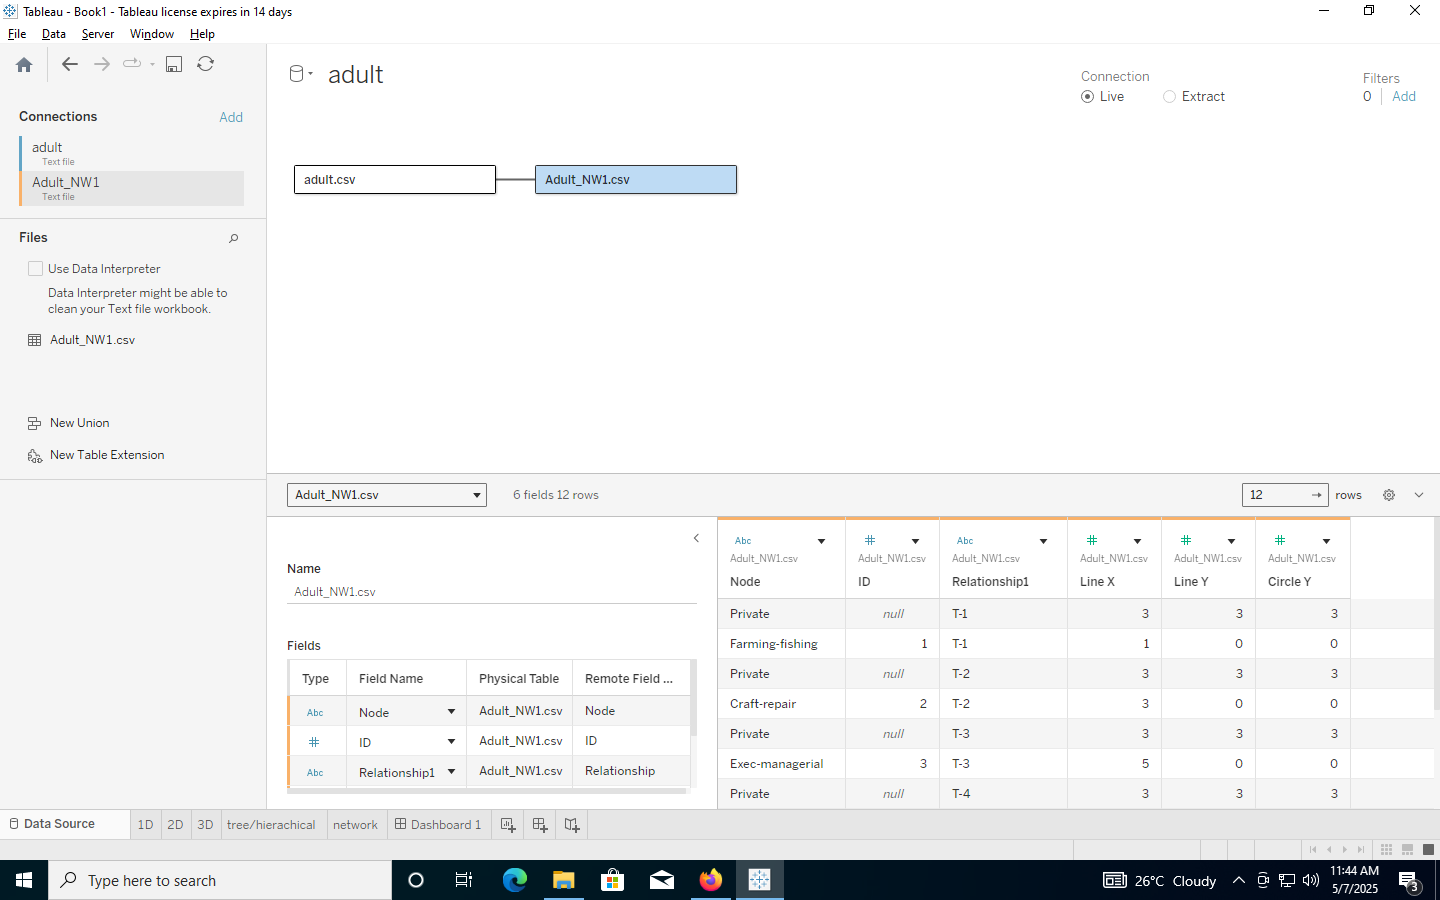 Tableau - Book1 - Tableau license expires in 14 days
File Data Server Window Help
Connections Add
adult
Text file
Adult_NW1
Text file
Files
Use Data Interpreter
Data Interpreter might be able to
clean your Text file workbook.
Adult_NW1.csv
New Union
New Table Extension
adult
Connection
Live Extract
Filters
0 Add
adult.csv Adult_NW1.csv
Adult_NW1.csv 6 fields 12 rows 12 rows
Name
Adult_NW1.csv
Fields
Type Field Name Physical Table Remote Field ...
Abc Node Adult_NW1.csv Node
# ID Adult_NW1.csv ID
Abc Relationship1 Adult_NW1.csv Relationship
Abc # Abc # # #
Adult_NW1.csv Adult_NW1.csv Adult_NW1.csv Adult_NW1.csv Adult_NW1.csv Adult_NW1.csv
Node ID Relationship1 Line X Line Y Circle Y
Private null T-1 3 3 3
Farming-fishing 1 T-1 1 0 0
Private null T-2 3 3 3
Craft-repair 2 T-2 3 0 0
Private null T-3 3 3 3
Exec-managerial 3 T-3 5 0 0
Private null T-4 3 3 3
Data Source 1D 2D 3D tree/hierachical network Dashboard 1
Type here to search
26°C Cloudy
11:44 AM
5/7/2025
3